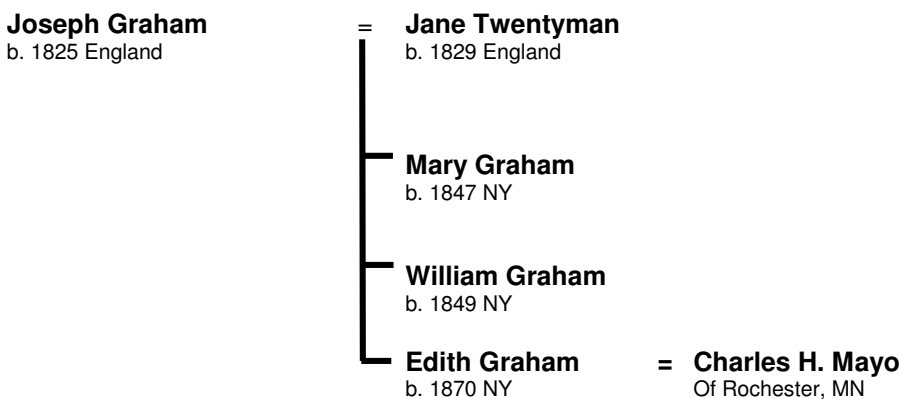 Joseph Graham = Jane Twentyman
b. 1825 England b. 1829 England
Mary Graham
b. 1847 NY
William Graham
b. 1849 NY
Edith Graham = Charles H. Mayo
b. 1870 NY Of Rochester, MN